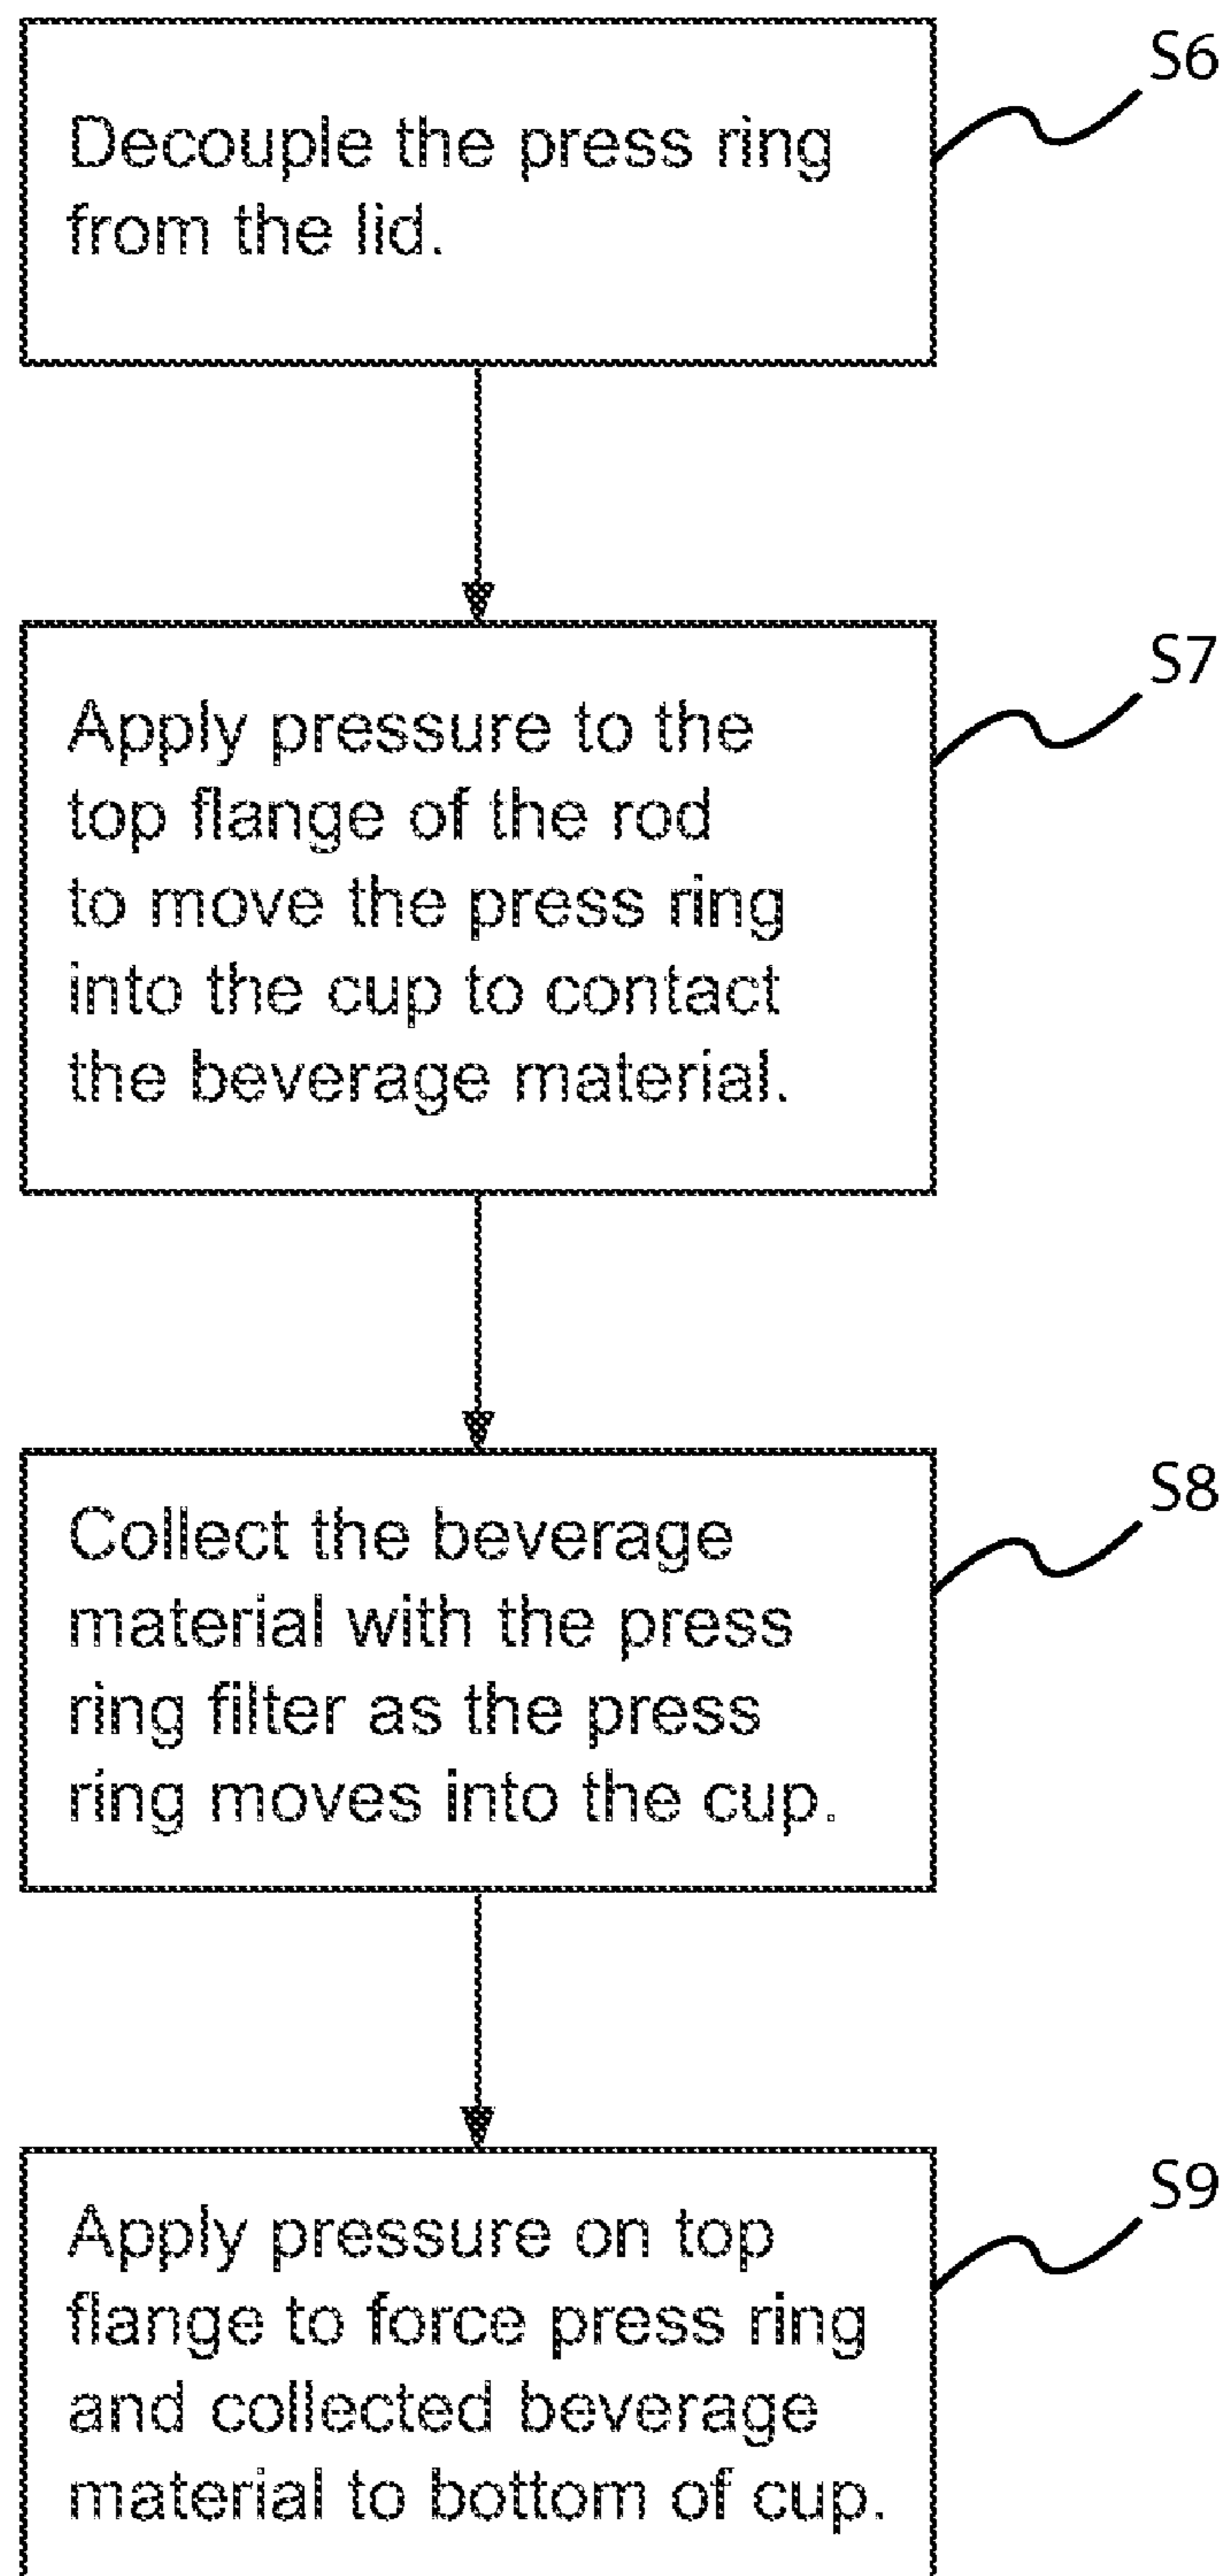 Decouple the press ring
from the lid.
S6
Apply pressure to the
top flange of the rod
to move the press ring
into the cup to contact
the beverage material.
S7
Collect the beverage
material with the press
ring filter as the press
ring moves into the cup.
S8
Apply pressure on top
flange to force press ring
and collected beverage
material to bottom of cup.
S9